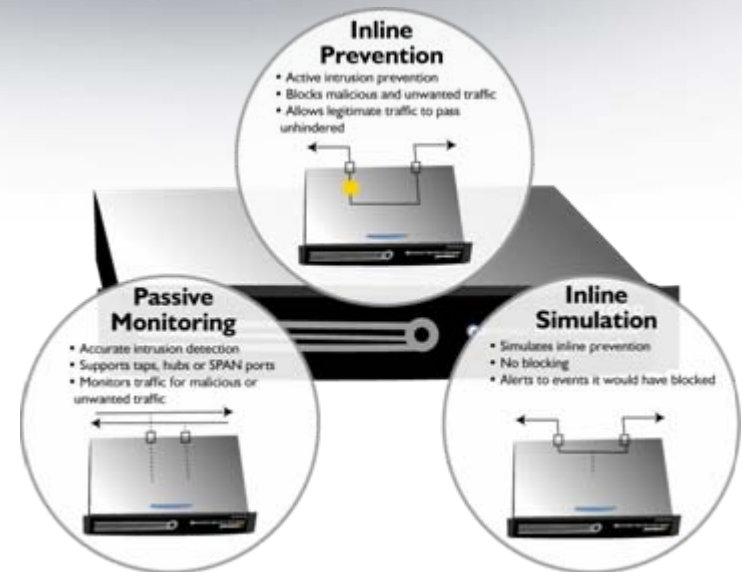 Inline
Prevention
• Active intrusion prevention
• Blocks malicious and unwanted traffic
• Allows legitimate traffic to pass
unhindered
Passive
Monitoring
• Accurate intrusion detection
• Supports taps, hubs or SPAN ports
• Monitors traffic for malicious or
unwanted traffic
Inline
Simulation
• Simulates inline prevention
• No blocking
• Alerts to events it would have blocked